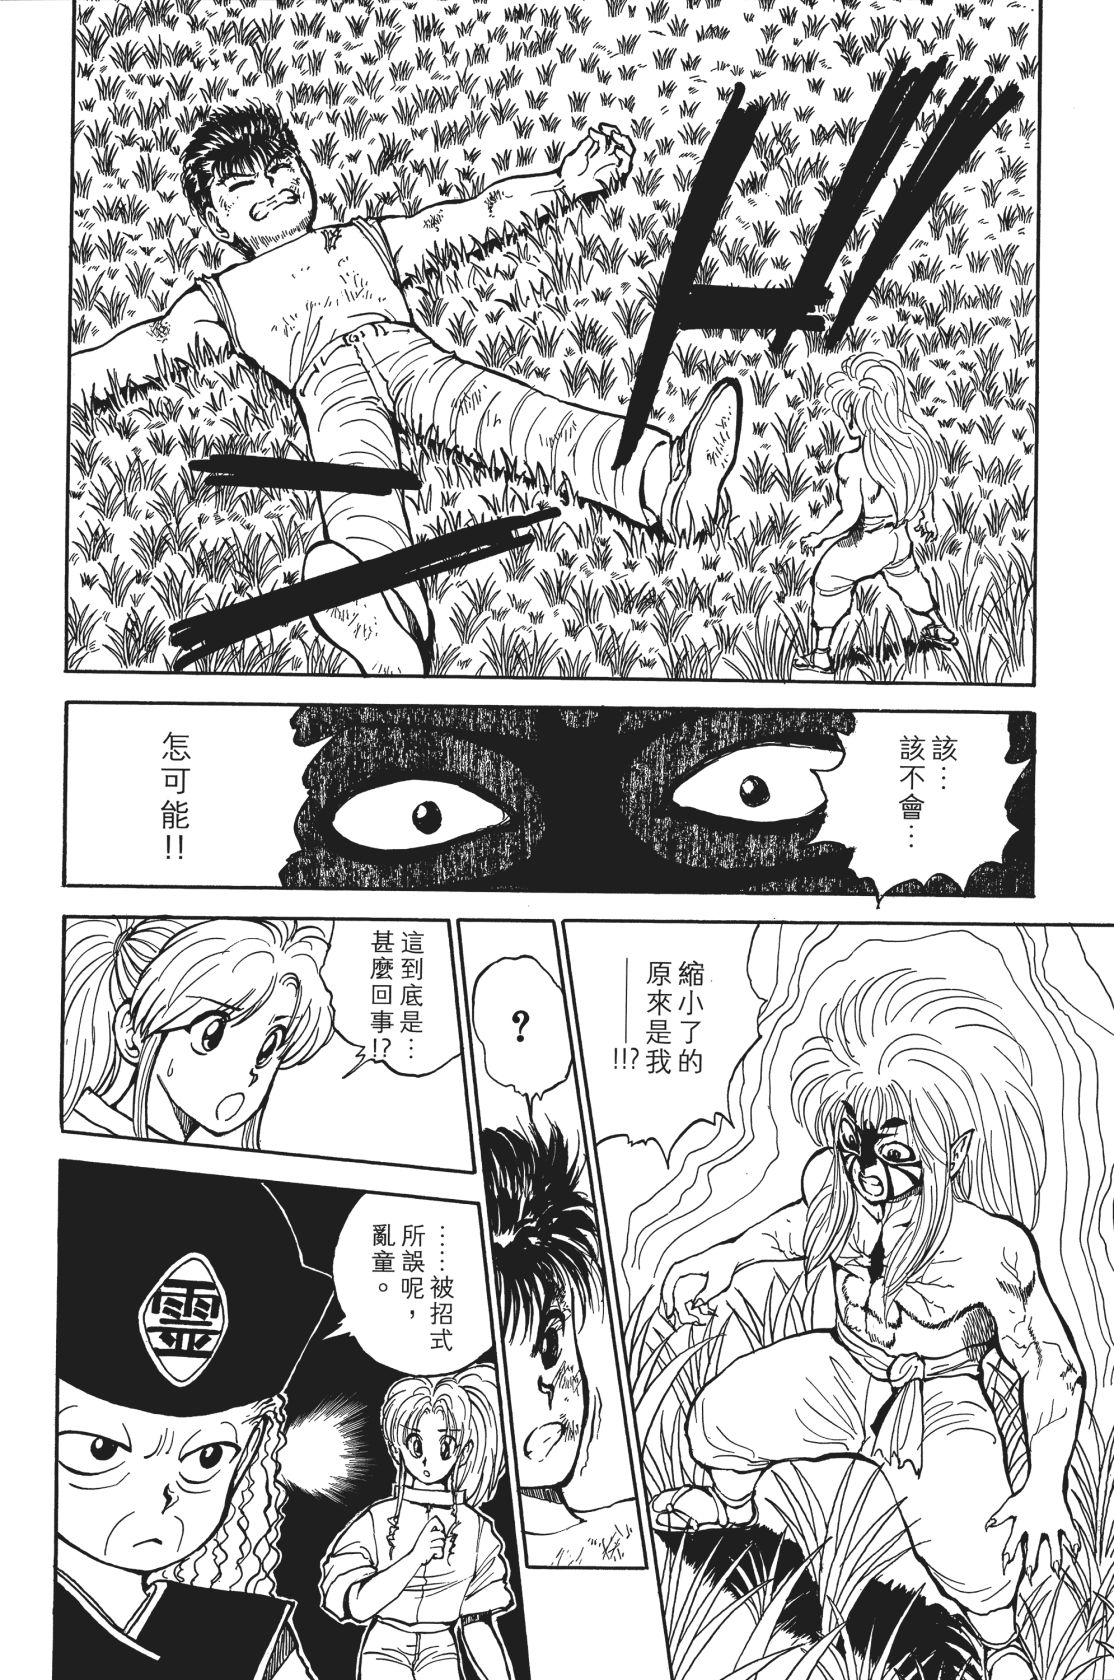 該…
該不會…
怎可能!!
縮小了的
原來是我
——!!?
?
這到底是…
甚麼回事!?
……被招式
所誤呢，
亂童。
靈